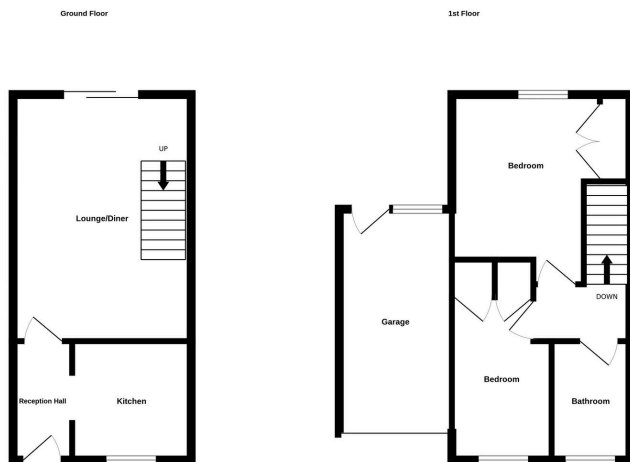 Ground Floor
1st Floor
UP
Lounge/Diner
Reception Hall
Kitchen
Bedroom
DOWN
Garage
Bedroom
Bathroom